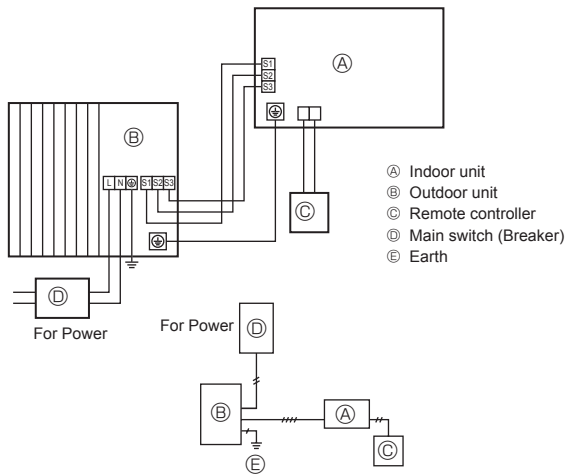 S1
S2
S3
Ⓐ
Ⓑ
L N S1 S2 S3
Ⓒ
Ⓐ Indoor unit
Ⓑ Outdoor unit
Ⓒ Remote controller
Ⓓ Main switch (Breaker)
Ⓔ Earth
Ⓓ
For Power
For Power Ⓓ
Ⓑ
Ⓐ
Ⓒ
Ⓔ